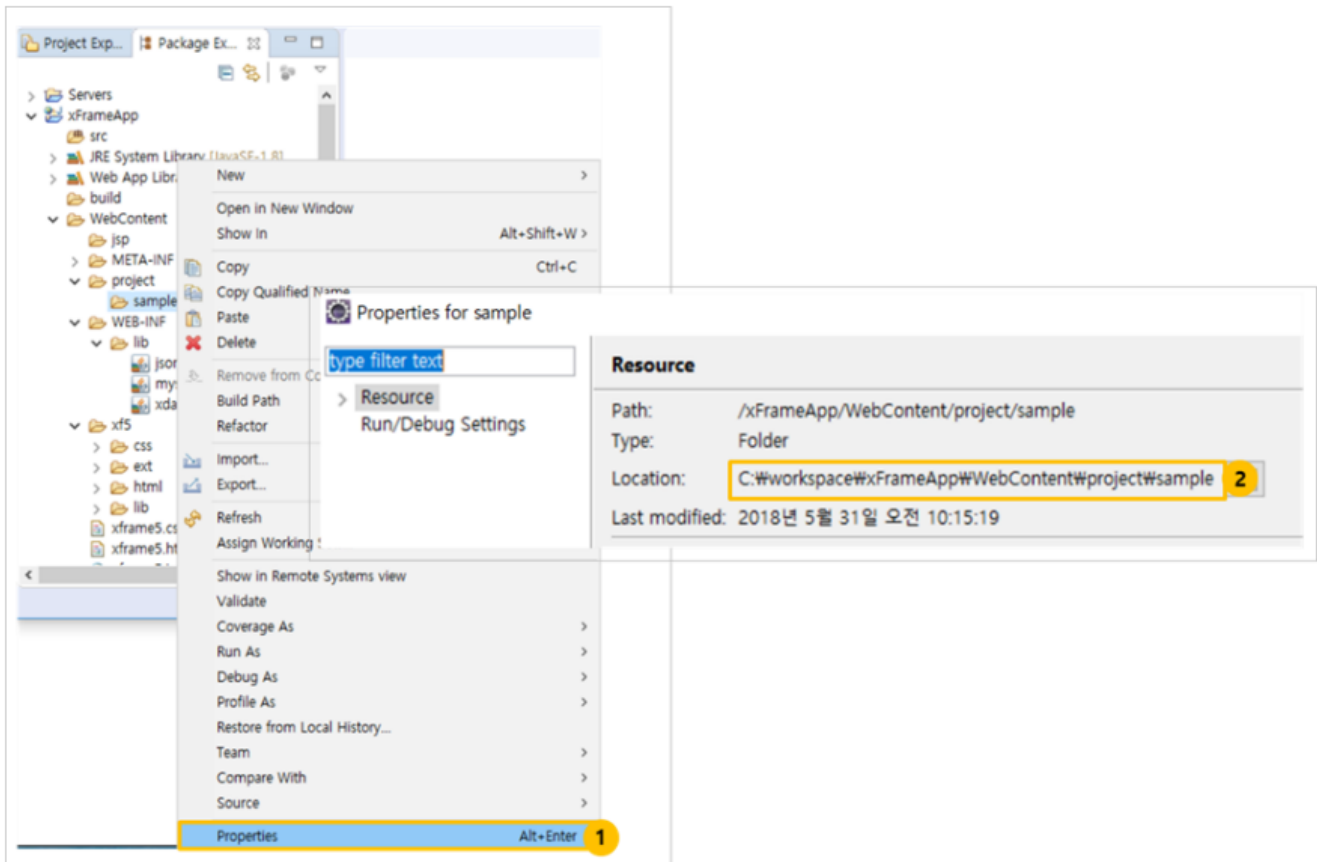 Project Exp... Package Ex...
Servers
xFrameApp
src
JRE System Library [JavaSE-1.8]
Web App Libr
build
WebContent
jsp
META-INF
project
sample
WEB-INF
lib
json
mys
xda
xf5
css
ext
html
lib
xframe5.cs
xframe5.ht
New
Open in New Window
Show In Alt+Shift+W >
Copy Ctrl+C
Copy Qualified Name
Paste
Delete
Remove from Co
Build Path
Refactor
Import...
Export...
Refresh
Assign Working S
Show in Remote Systems view
Validate
Coverage As
Run As
Debug As
Profile As
Restore from Local History...
Team
Compare With
Source
Properties Alt+Enter 1
Properties for sample
type filter text
Resource
Run/Debug Settings
Resource
Path: /xFrameApp/WebContent/project/sample
Type: Folder
Location: C:₩workspace₩xFrameApp₩WebContent₩project₩sample 2
Last modified: 2018년 5월 31일 오전 10:15:19